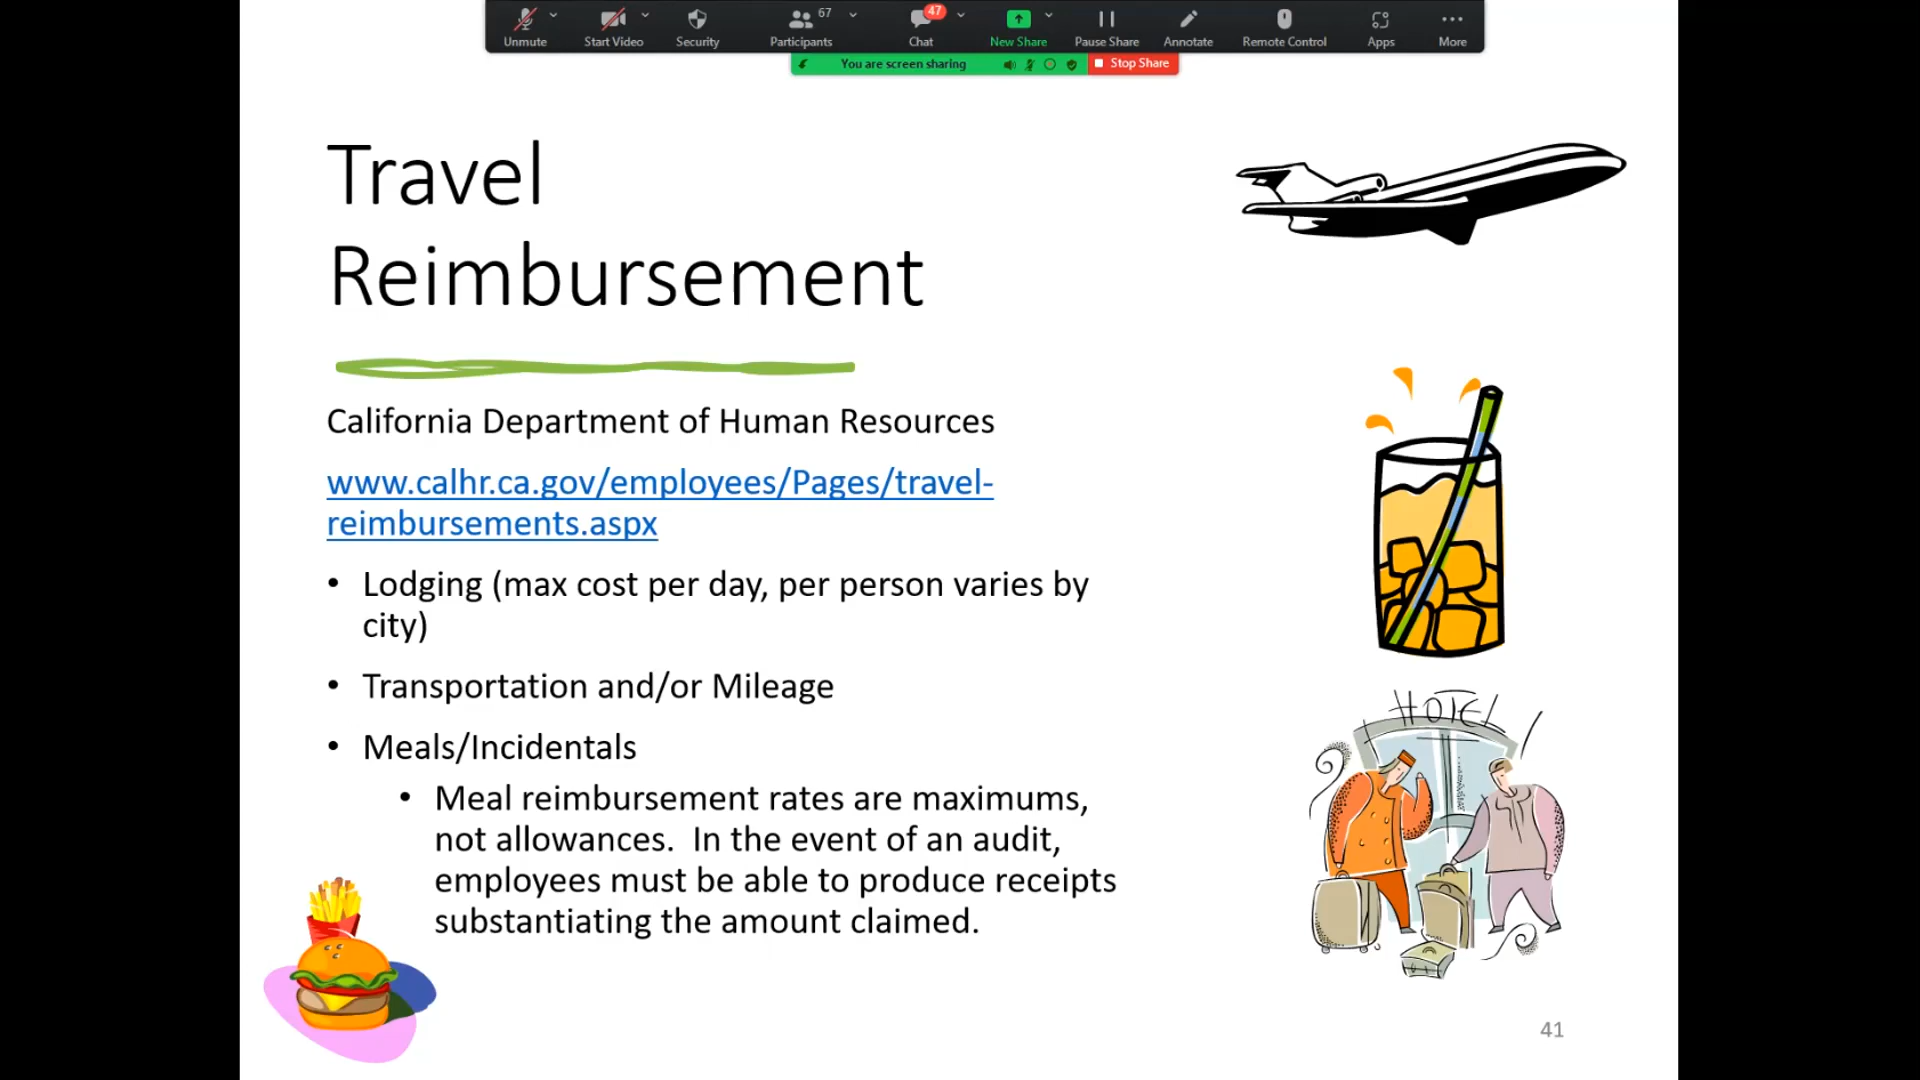 67
47
Unmute
Start Video
Security
Participants
Chat
New Share
Pause Share
Annotate
Remote Control
Apps
More
You are screen sharing
Stop Share
Travel
Reimbursement
California Department of Human Resources
www.calhr.ca.gov/employees/Pages/travel-
reimbursements.aspx
• Lodging (max cost per day, per person varies by
city)
• Transportation and/or Mileage
• Meals/Incidentals
• Meal reimbursement rates are maximums,
not allowances.  In the event of an audit,
employees must be able to produce receipts
substantiating the amount claimed.
HOTEL
41